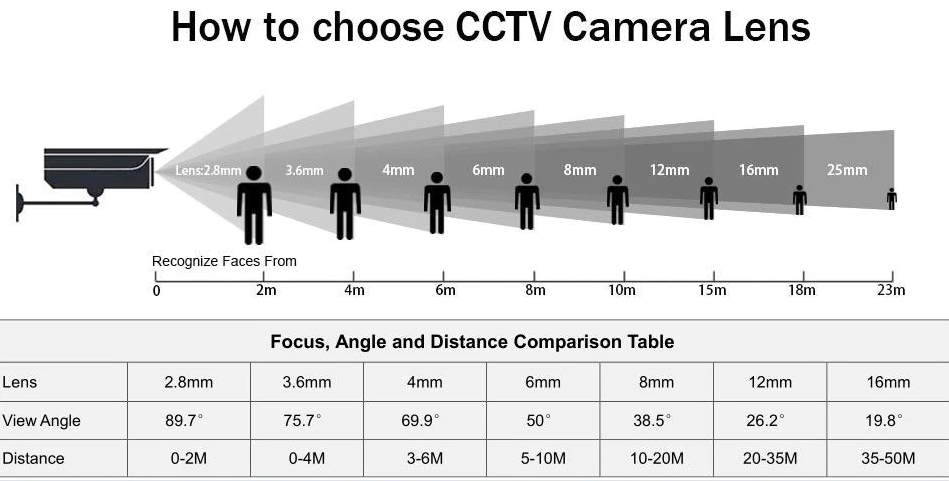 How to choose CCTV Camera Lens
Lens:2.8mm 3.6mm 4mm 6mm 8mm 12mm 16mm 25mm
Recognize Faces From
0 2m 4m 6m 8m 10m 15m 18m 23m
Focus, Angle and Distance Comparison Table
Lens 2.8mm 3.6mm 4mm 6mm 8mm 12mm 16mm
View Angle 89.7° 75.7° 69.9° 50° 38.5° 26.2° 19.8°
Distance 0-2M 0-4M 3-6M 5-10M 10-20M 20-35M 35-50M